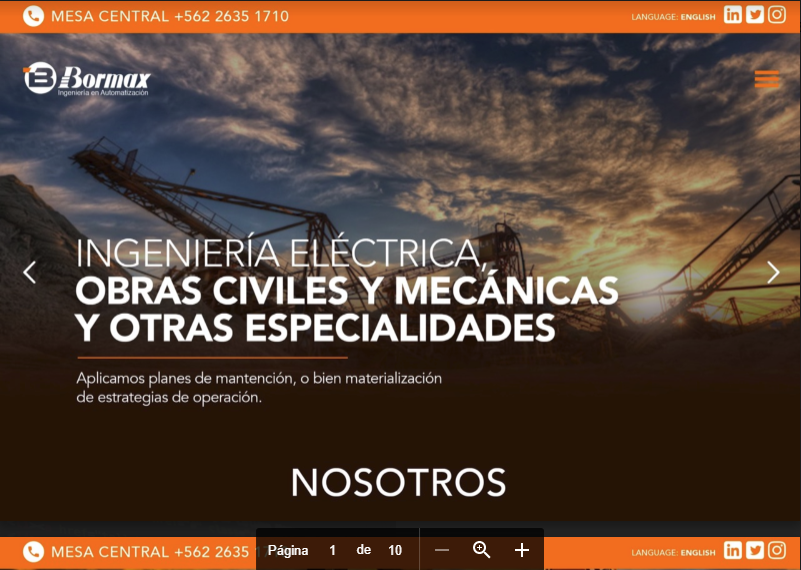 MESA CENTRAL +562 2635 1710
LANGUAGE: ENGLISH
Bormax
Ingeniería en Automatización
INGENIERÍA ELÉCTRICA,
OBRAS CIVILES Y MECÁNICAS
Y OTRAS ESPECIALIDADES
Aplicamos planes de mantención, o bien materialización
de estrategias de operación.
NOSOTROS
MESA CENTRAL +562 2635
LANGUAGE: ENGLISH
Página 1 de 10